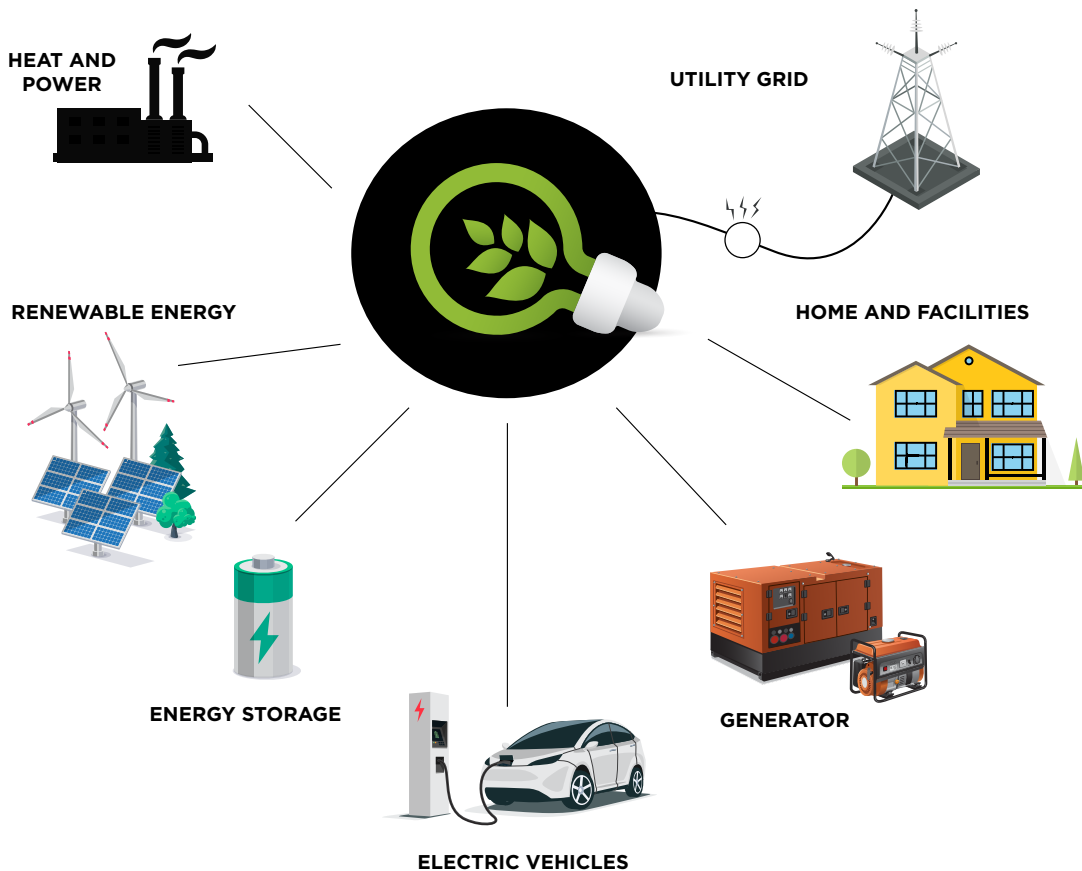 HEAT AND
POWER
UTILITY GRID
RENEWABLE ENERGY
HOME AND FACILITIES
ENERGY STORAGE
GENERATOR
ELECTRIC VEHICLES